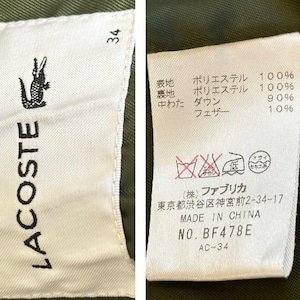 34
LACOSTE
表地 ポリエステル 100%
裏地 ポリエステル 100%
中わた ダウン 90%
フェザー 10%
(株)ファブリカ
東京都渋谷区神宮前2-34-17
MADE IN CHINA
NO.BF478E
AC-34